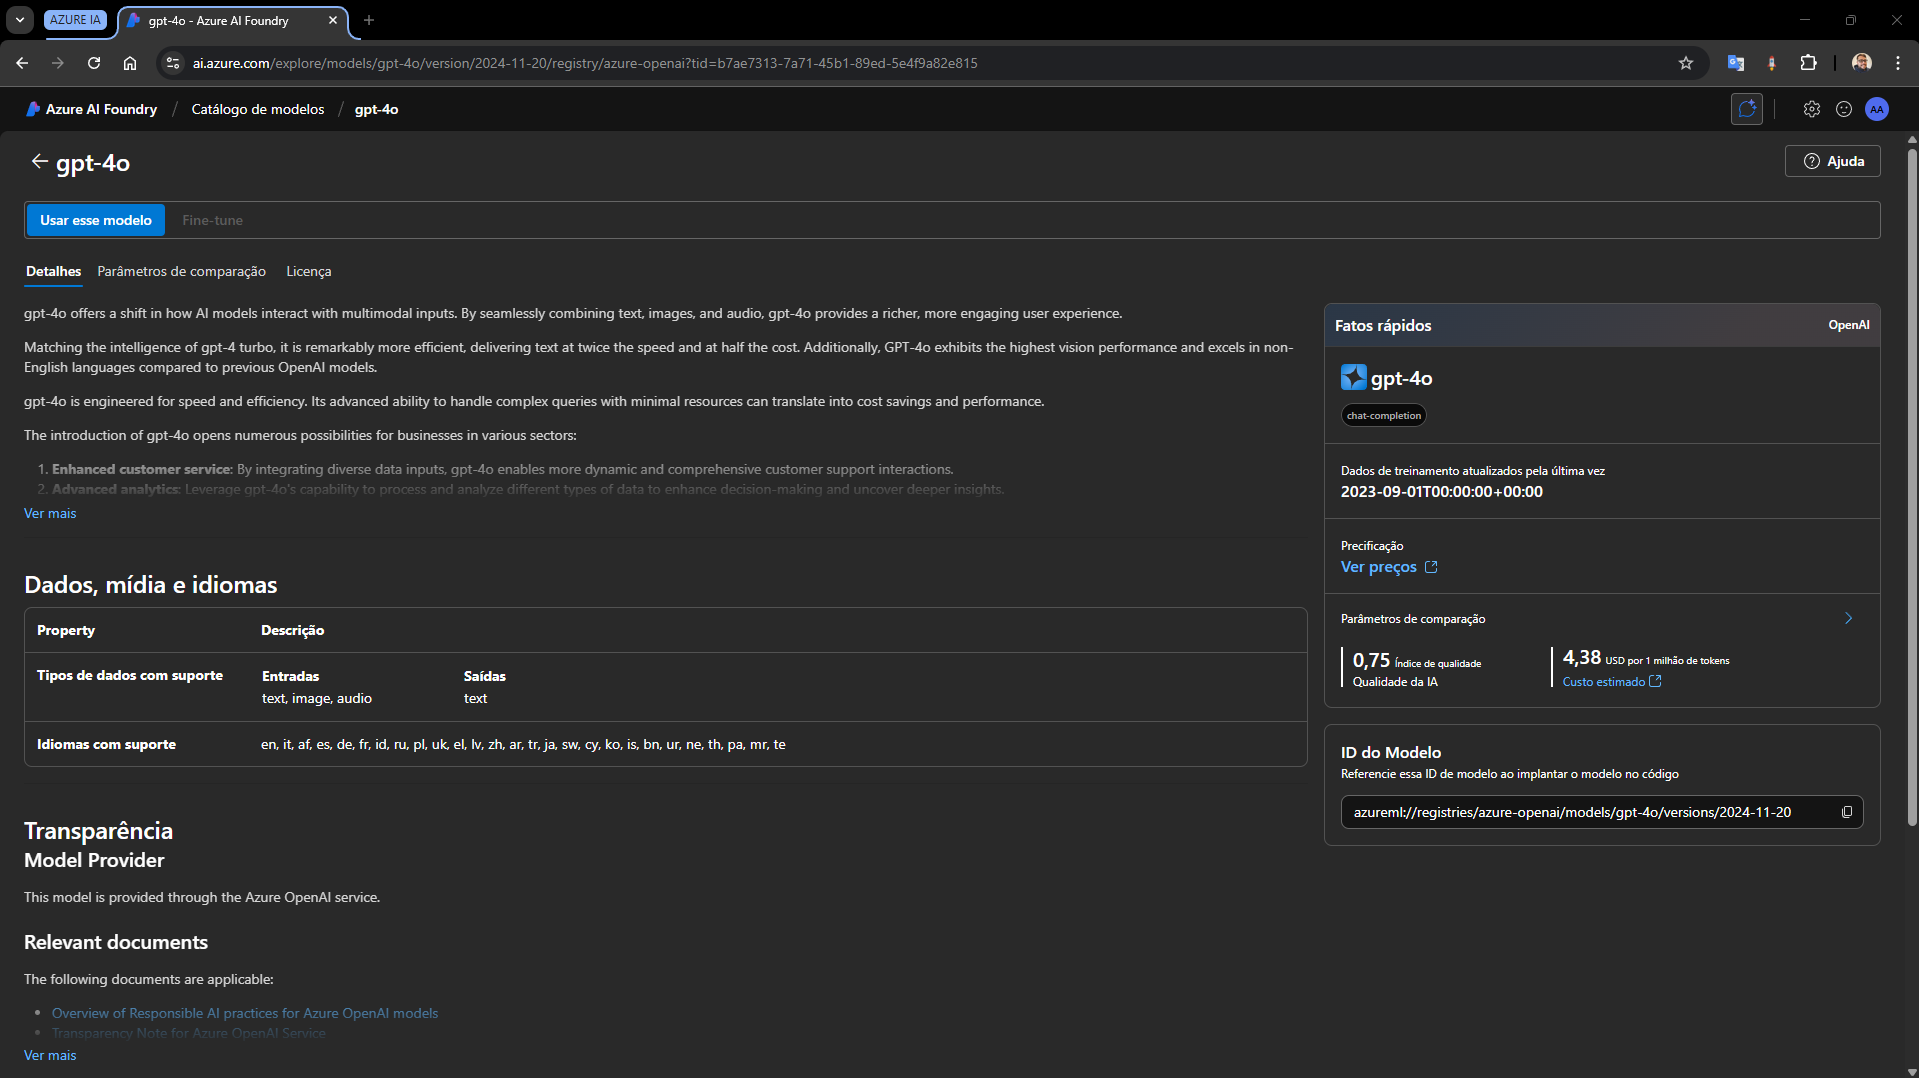 AZURE IA
gpt-4o - Azure AI Foundry
ai.azure.com/explore/models/gpt-4o/version/2024-11-20/registry/azure-openai?tid=b7ae7313-7a71-45b1-89ed-5e4f9a82e815
Azure AI Foundry / Catálogo de modelos / gpt-4o
AA
gpt-4o
Ajuda
Usar esse modelo
Fine-tune
Detalhes
Parâmetros de comparação
Licença
gpt-4o offers a shift in how AI models interact with multimodal inputs. By seamlessly combining text, images, and audio, gpt-4o provides a richer, more engaging user experience.
Matching the intelligence of gpt-4 turbo, it is remarkably more efficient, delivering text at twice the speed and at half the cost. Additionally, GPT-4o exhibits the highest vision performance and excels in non-
English languages compared to previous OpenAI models.
gpt-4o is engineered for speed and efficiency. Its advanced ability to handle complex queries with minimal resources can translate into cost savings and performance.
The introduction of gpt-4o opens numerous possibilities for businesses in various sectors:
1. Enhanced customer service: By integrating diverse data inputs, gpt-4o enables more dynamic and comprehensive customer support interactions.
2. Advanced analytics: Leverage gpt-4o's capability to process and analyze different types of data to enhance decision-making and uncover deeper insights.
Ver mais
Dados, mídia e idiomas
Property
Descrição
Tipos de dados com suporte
Entradas
Saídas
text, image, audio
text
Idiomas com suporte
en, it, af, es, de, fr, id, ru, pl, uk, el, lv, zh, ar, tr, ja, sw, cy, ko, is, bn, ur, ne, th, pa, mr, te
Transparência
Model Provider
This model is provided through the Azure OpenAI service.
Relevant documents
The following documents are applicable:
• Overview of Responsible AI practices for Azure OpenAI models
• Transparency Note for Azure OpenAI Service
Ver mais
Fatos rápidos
OpenAI
gpt-4o
chat-completion
Dados de treinamento atualizados pela última vez
2023-09-01T00:00:00+00:00
Precificação
Ver preços
Parâmetros de comparação
0,75 Índice de qualidade
Qualidade da IA
4,38 USD por 1 milhão de tokens
Custo estimado
ID do Modelo
Referencie essa ID de modelo ao implantar o modelo no código
azureml://registries/azure-openai/models/gpt-4o/versions/2024-11-20